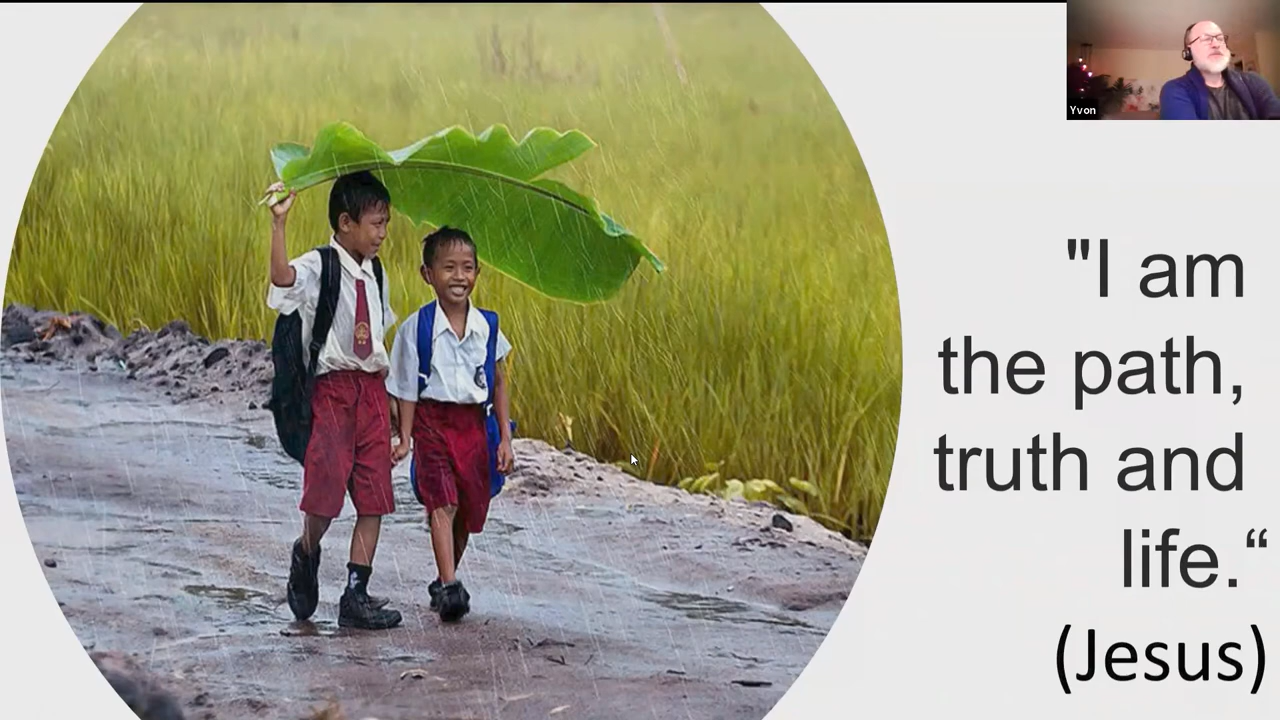 Yvon
"I am
the path,
truth and
life.“
(Jesus)